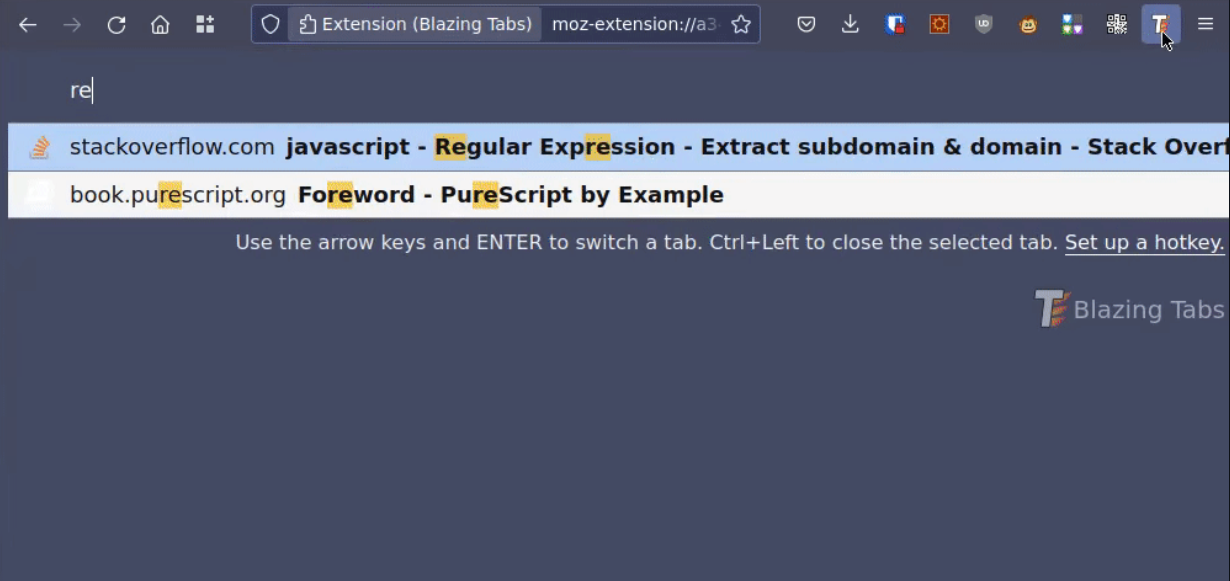 Extension (Blazing Tabs) moz-extension://a3
re
stackoverflow.com javascript - Regular Expression - Extract subdomain & domain - Stack Overf
book.purescript.org Foreword - PureScript by Example
Use the arrow keys and ENTER to switch a tab. Ctrl+Left to close the selected tab. Set up a hotkey.
Blazing Tabs